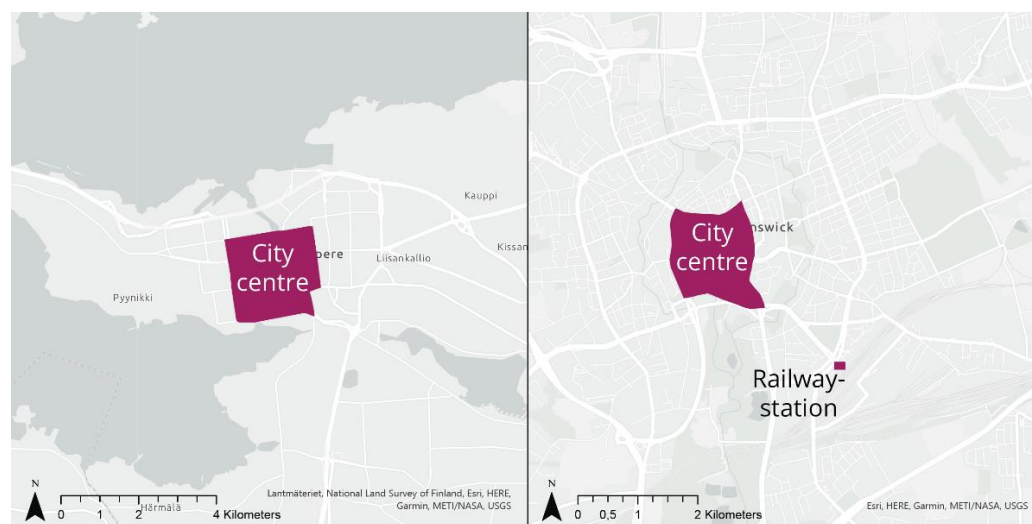 Kauppi
Kissan
City
centre
pere
Liisankallio
Pyynikki
N
0 1 2 4 Kilometers
Härmälä
Lantmäteriet, National Land Survey of Finland, Esri, HERE,
Garmin, METI/NASA, USGS
City
centre
nswick
Railway-
station
N
0 0,5 1 2 Kilometers
Esri, HERE, Garmin, METI/NASA, USGS